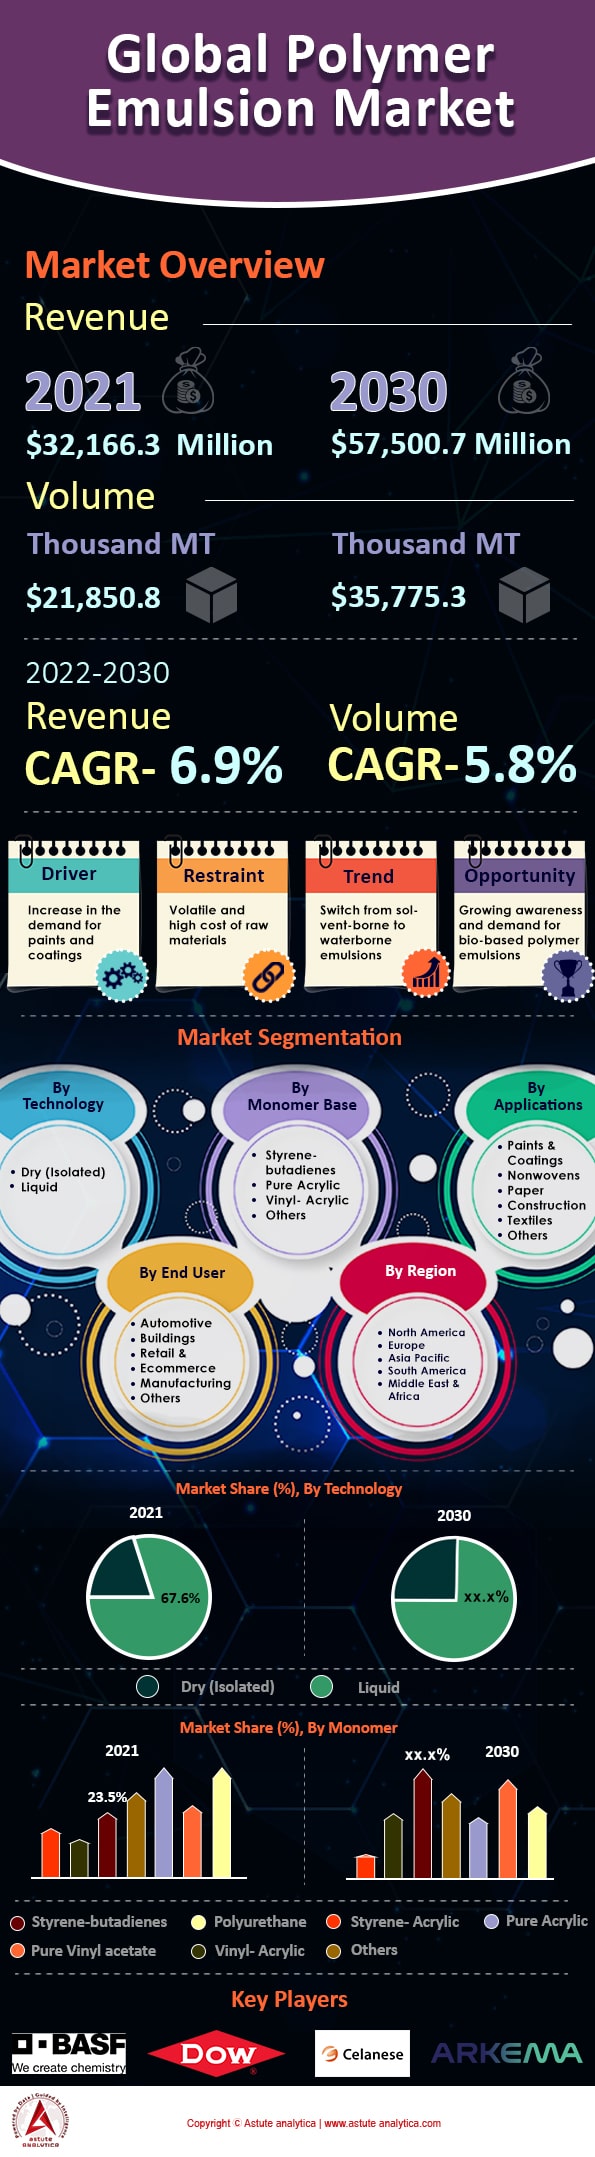 Global Polymer
Emulsion Market
Market Overview
Revenue
2021
2030
$32,166.3 Million
$57,500.7 Million
Volume
Thousand MT
Thousand MT
$21,850.8
$35,775.3
2022-2030
Revenue
Volume
CAGR- 6.9%
CAGR- 5.8%
Driver
Increase in the
demand for
paints and
coatings
Restraint
Volatile and
high cost of raw
materials
Trend
Switch from sol-
vent-borne to
waterborne
emulsions
Opportunity
Growing awareness
and demand for
bio-based polymer
emulsions
Market Segmentation
By
Technology
• Dry (Isolated)
• Liquid
By
Monomer Base
• Styrene-
butadienes
• Pure Acrylic
• Vinyl- Acrylic
• Others
By
Applications
• Paints &
Coatings
• Nonwovens
• Paper
• Construction
• Textiles
• Others
By End User
• Automotive
• Buildings
• Retail &
• Ecommerce
• Manufacturing
• Others
By Region
• North America
• Europe
• Asia Pacific
• South America
• Middle East &
Africa
Market Share (%), By Technology
2021
2030
67.6%
xx.x%
Dry (Isolated)
Liquid
Market Share (%), By Monomer
2021
23.5%
xx.x%
2030
Styrene-butadienes
Polyurethane
Styrene- Acrylic
Pure Acrylic
Pure Vinyl acetate
Vinyl- Acrylic
Others
Key Players
BASF
We create chemistry
DOW
®
Celanese
ARKEMA
Powered by Data | Guided by Intelligence
astute
ANALYTICA
Copyright © Astute analytica | www.astute analytica.com